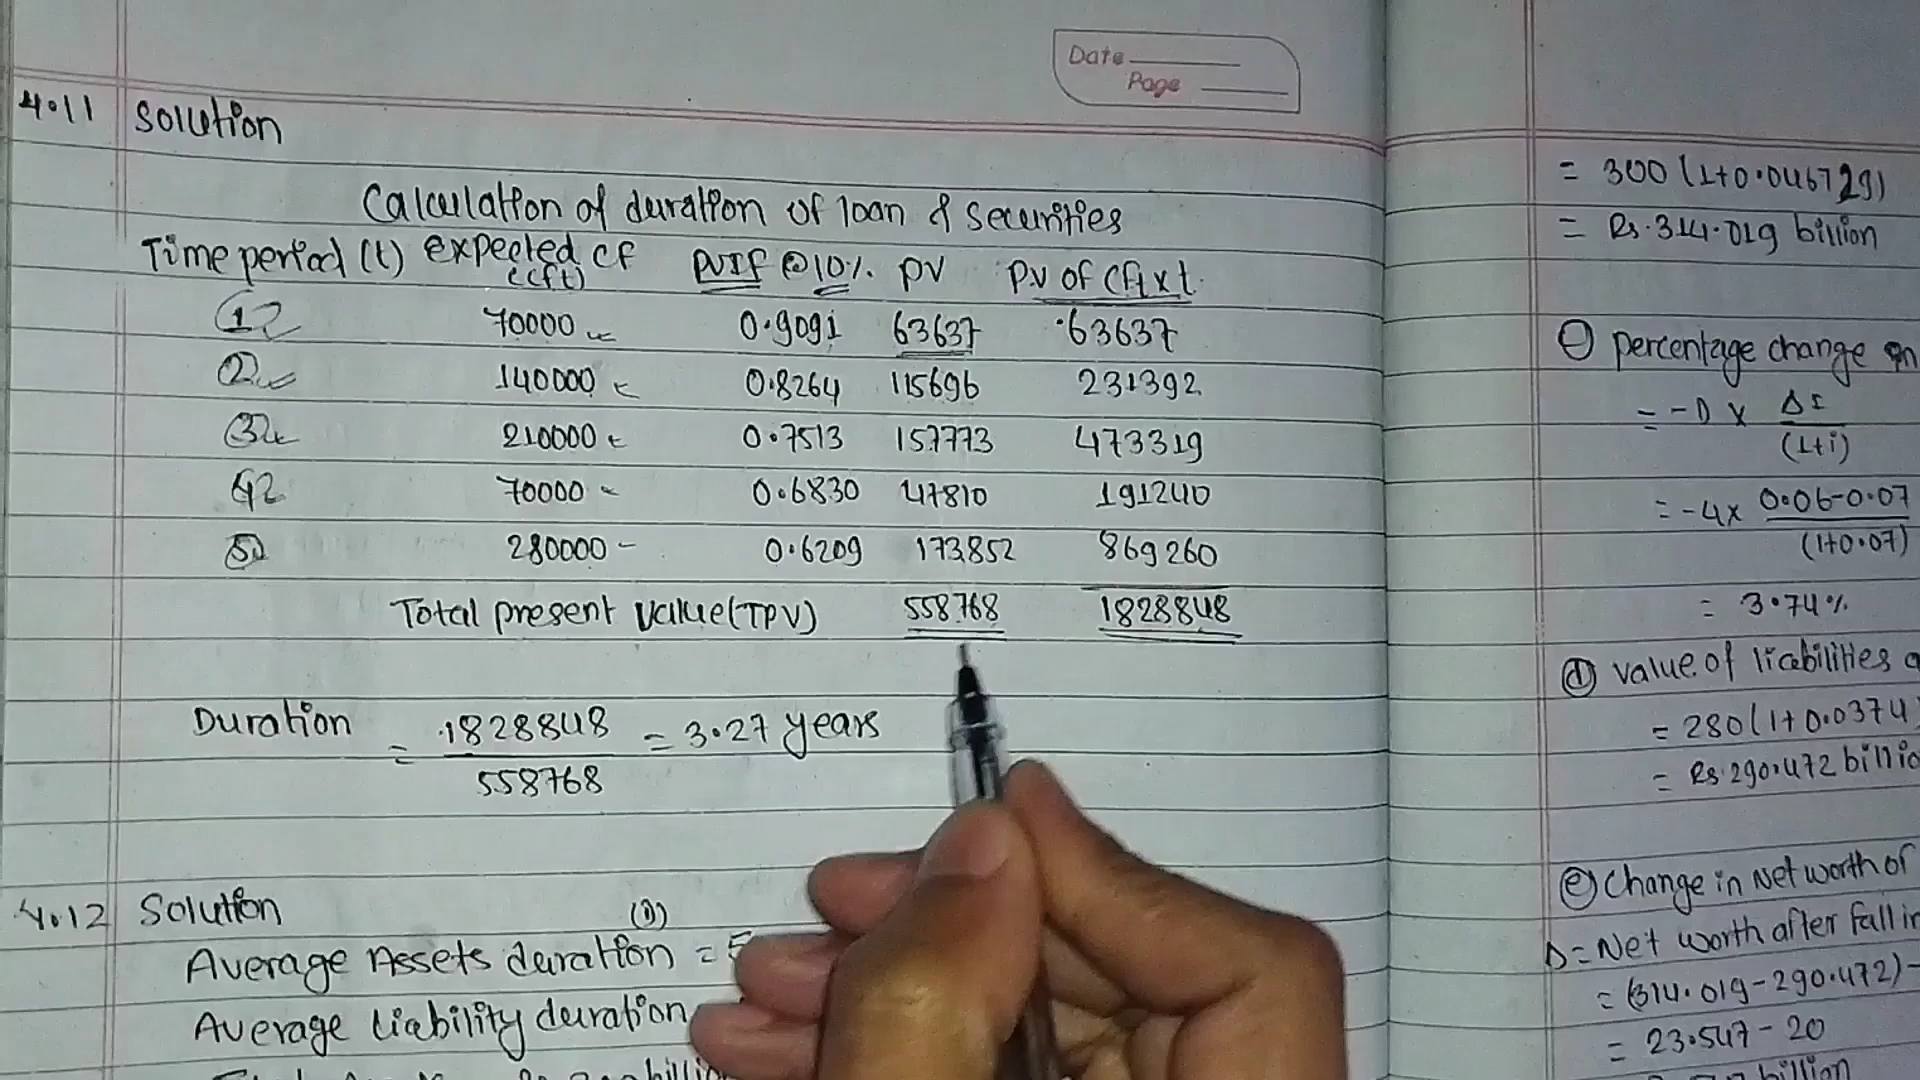 Date
Page
4.11 Solution
Calculation of duration of loan & Securities
Time period (t) expected CF (cft) PVIF @10% PV P.V of Cft x t
1 70000 0.9091 63637 63637
2 140000 0.8264 115696 231392
3 210000 0.7513 157773 473319
4 70000 0.6830 47810 191240
5 280000 0.6209 173852 869260
Total present value (TPV) 558768 1828848
Duration = 1828848 / 558768 = 3.27 years
4.12 Solution
(D)
Average Assets duration = 5
Average liability duration
= 300 (1+0.046729)
= Rs.314.019 billion
percentage change in
= -D x ΔI / (1+i)
= -4 x 0.06-0.07 / (1+0.07)
= 3.74%
(d) value of liabilities
= 280(1+0.0374)
= Rs.290.472 billio
(e) Change in Net worth of
Δ = Net worth after fall in
= (314.019-290.472) -
= 23.547 - 20
billion